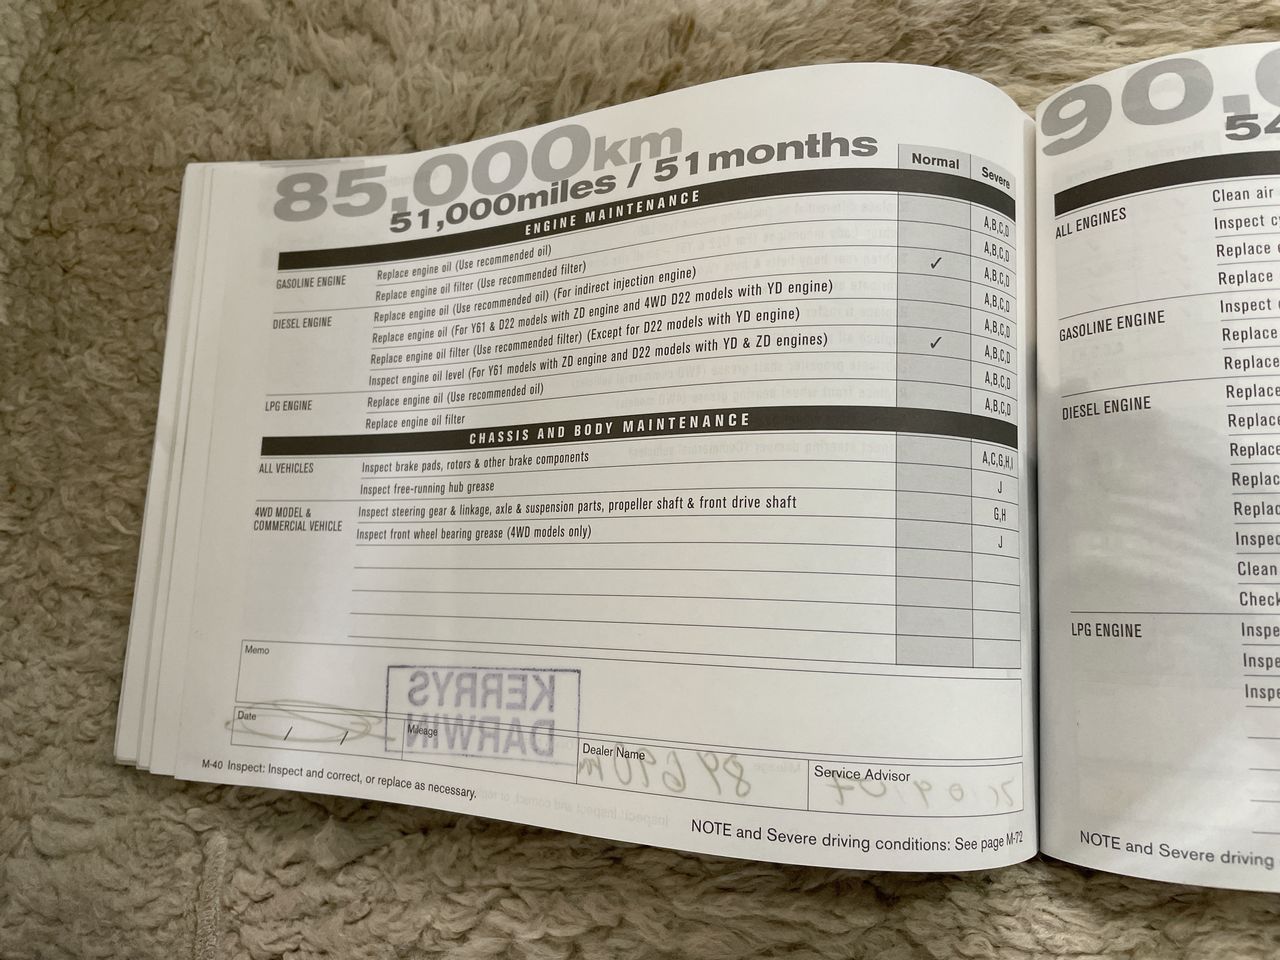 85,000km
51,000miles / 51months
Normal
Severe
ENGINE MAINTENANCE
GASOLINE ENGINE
Replace engine oil (Use recommended oil)
A,B,C,D
Replace engine oil filter (Use recommended filter)
A,B,C,D
DIESEL ENGINE
Replace engine oil (Use recommended oil) (For indirect injection engine)
✓
A,B,C,D
Replace engine oil (For Y61 & D22 models with ZD engine and 4WD D22 models with YD engine)
A,B,C,D
Replace engine oil filter (Use recommended filter) (Except for D22 models with YD engine)
A,B,C,D
Inspect engine oil level (For Y61 models with ZD engine and D22 models with YD & ZD engines)
✓
A,B,C,D
LPG ENGINE
Replace engine oil (Use recommended oil)
A,B,C,D
Replace engine oil filter
A,B,C,D
CHASSIS AND BODY MAINTENANCE
ALL VEHICLES
Inspect brake pads, rotors & other brake components
A,C,G,H,I
Inspect free-running hub grease
J
4WD MODEL &
COMMERCIAL VEHICLE
Inspect steering gear & linkage, axle & suspension parts, propeller shaft & front drive shaft
G,H
Inspect front wheel bearing grease (4WD models only)
J
Memo
KERRYS
DARWIN
Date
/ /
Mileage
Dealer Name
Service Advisor
M-40 Inspect: Inspect and correct, or replace as necessary.
NOTE and Severe driving conditions: See page M-72
90,
54
ALL ENGINES
Clean air
Inspect
Replace
Replace
GASOLINE ENGINE
Inspect
Replace
Replace
DIESEL ENGINE
Replace
Replac
Replac
Replac
Replac
Inspec
Clean
Check
LPG ENGINE
Inspe
Inspe
Inspe
NOTE and Severe driving